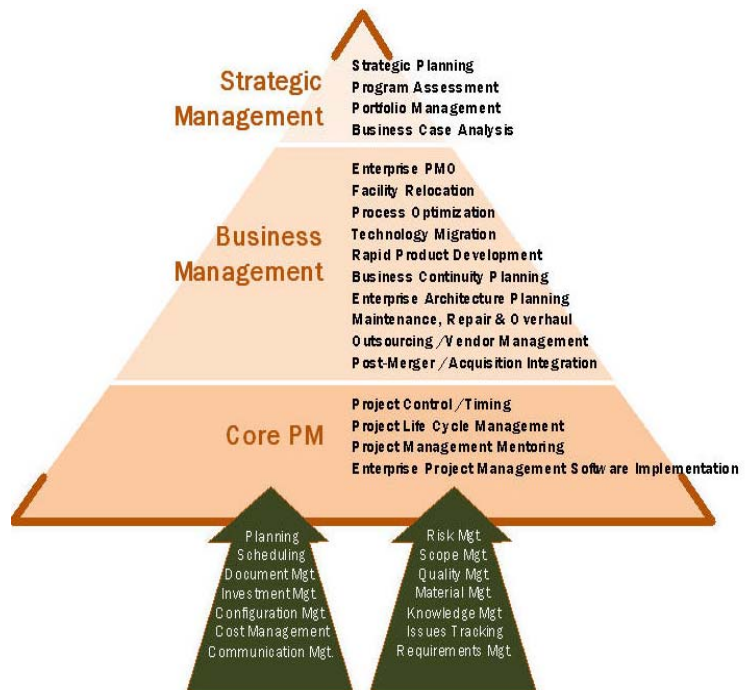 Strategic
Management
Strategic Planning
Program Assessment
Portfolio Management
Business Case Analysis
Business
Management
Enterprise PMO
Facility Relocation
Process Optimization
Technology Migration
Rapid Product Development
Business Continuity Planning
Enterprise Architecture Planning
Maintenance, Repair & Overhaul
Outsourcing / Vendor Management
Post-Merger / Acquisition Integration
Core PM
Project Control / Timing
Project Life Cycle Management
Project Management Mentoring
Enterprise Project Management Software Implementation
Planning
Scheduling
Document Mgt.
Investment Mgt.
Configuration Mgt.
Cost Management
Communication Mgt.
Risk Mgt.
Scope Mgt.
Quality Mgt.
Material Mgt.
Knowledge Mgt.
Issues Tracking
Requirements Mgt.